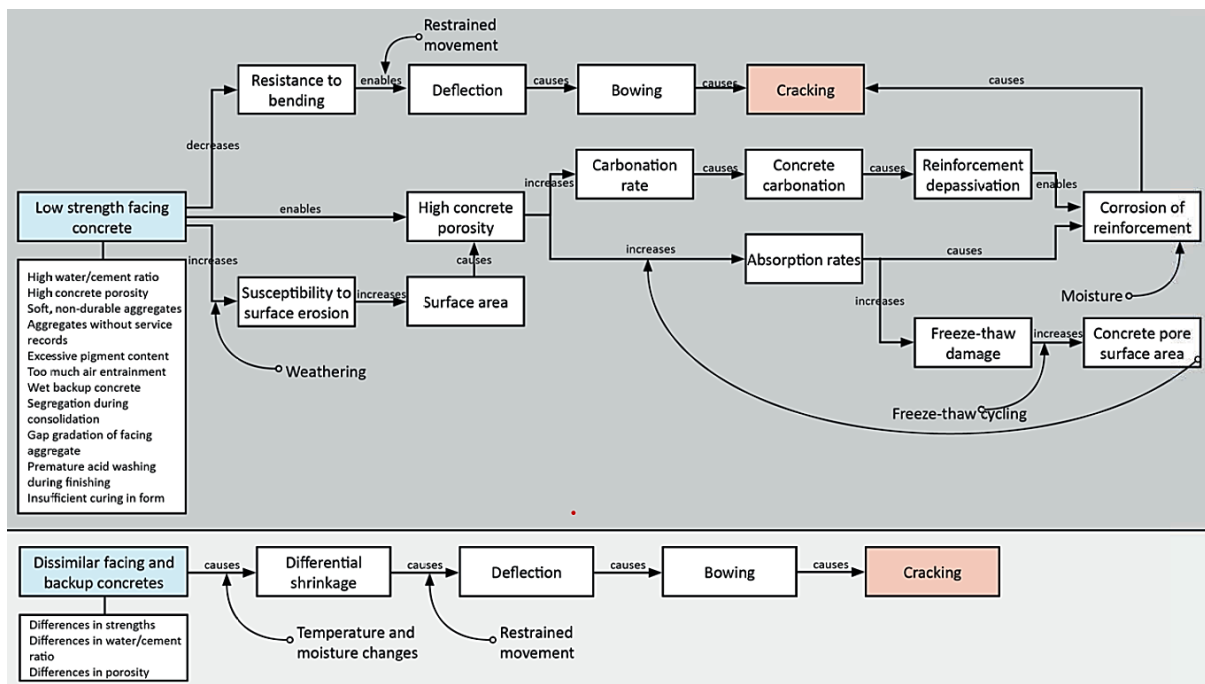 Restrained
movement
Resistance to
bending
enables
Deflection
causes
Bowing
causes
Cracking
causes
decreases
Low strength facing
concrete
enables
High concrete
porosity
increases
Carbonation
rate
causes
Concrete
carbonation
causes
Reinforcement
depassivation
enables
Corrosion of
reinforcement
increases
Absorption rates
causes
causes
increases
Susceptibility to
surface erosion
increases
Surface area
increases
Moisture
Weathering
Freeze-thaw
damage
increases
Concrete pore
surface area
Freeze-thaw cycling
High water/cement ratio
High concrete porosity
Soft, non-durable aggregates
Aggregates without service
records
Excessive pigment content
Too much air entrainment
Wet backup concrete
Segregation during
consolidation
Gap gradation of facing
aggregate
Premature acid washing
during finishing
Insufficient curing in form
Dissimilar facing and
backup concretes
causes
Differential
shrinkage
causes
Deflection
causes
Bowing
causes
Cracking
Differences in strengths
Differences in water/cement
ratio
Differences in porosity
Temperature and
moisture changes
Restrained
movement